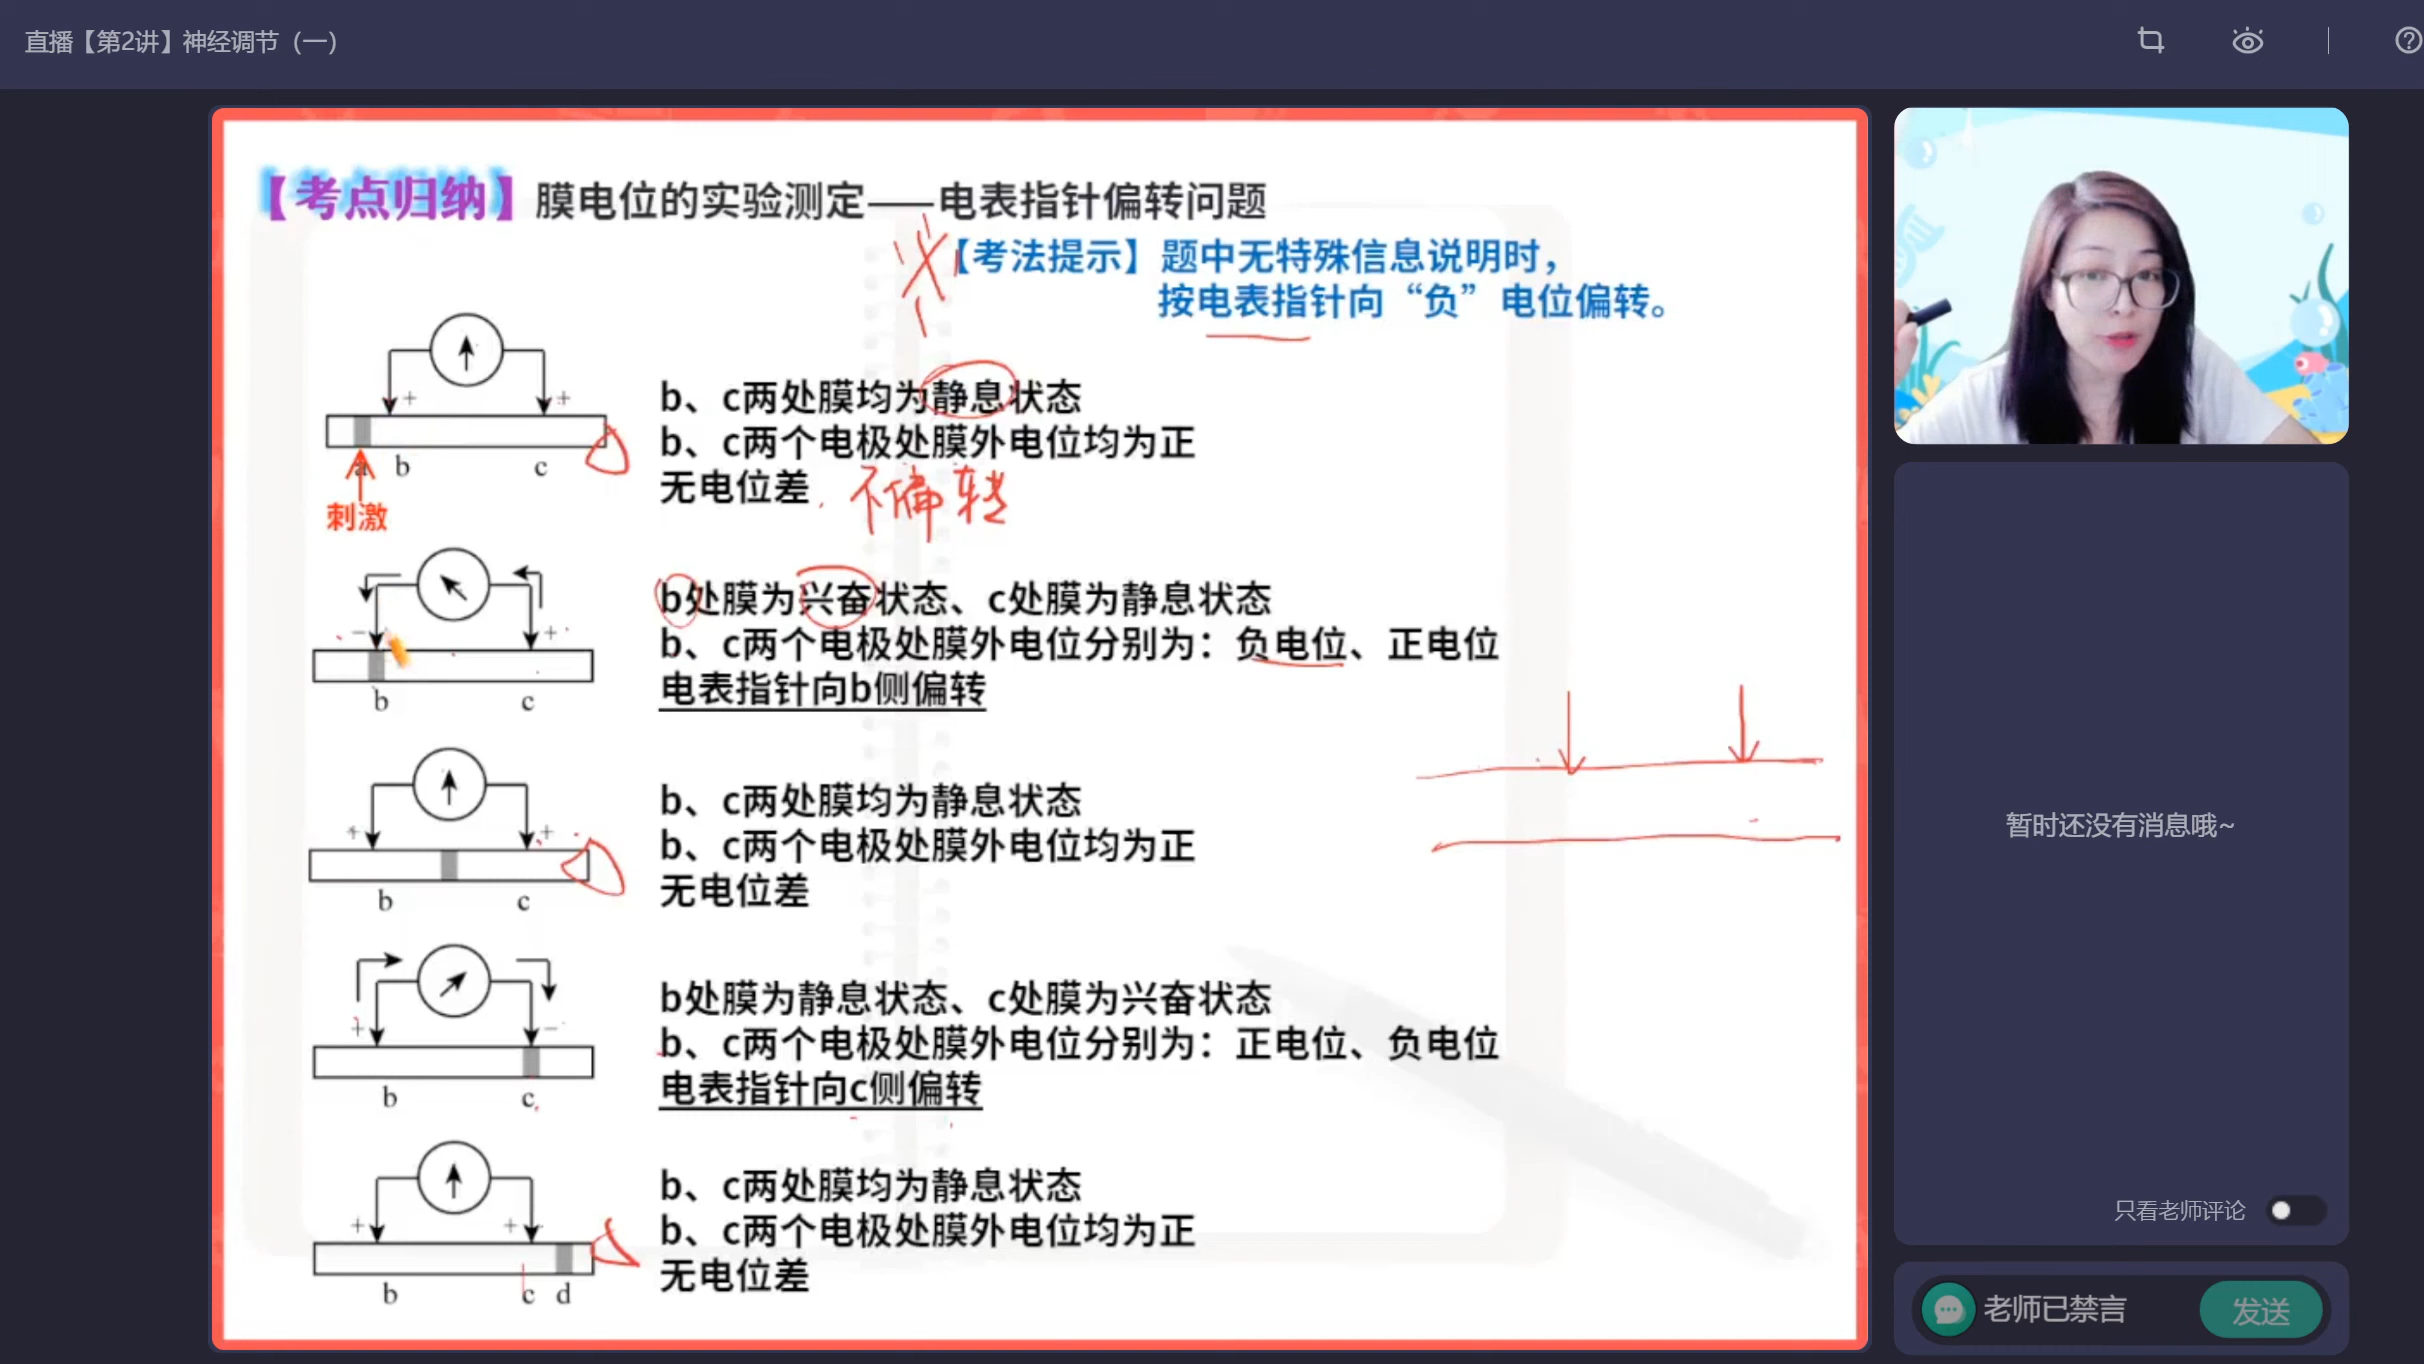 直播【第2讲】神经调节（一）
【考点归纳】膜电位的实验测定——电表指针偏转问题
【考法提示】题中无特殊信息说明时，
按电表指针向“负”电位偏转。
+ +
b、c两处膜均为静息状态
b、c两个电极处膜外电位均为正
a b c
无电位差
不偏转
刺激
b处膜为兴奋状态、c处膜为静息状态
- +
b、c两个电极处膜外电位分别为：负电位、正电位
b c
电表指针向b侧偏转
b、c两处膜均为静息状态
+ +
b、c两个电极处膜外电位均为正
b c
无电位差
b处膜为静息状态、c处膜为兴奋状态
+ -
b、c两个电极处膜外电位分别为：正电位、负电位
b c
电表指针向c侧偏转
b、c两处膜均为静息状态
+ +
b、c两个电极处膜外电位均为正
b c d
无电位差
暂时还没有消息哦~
只看老师评论
老师已禁言
发送